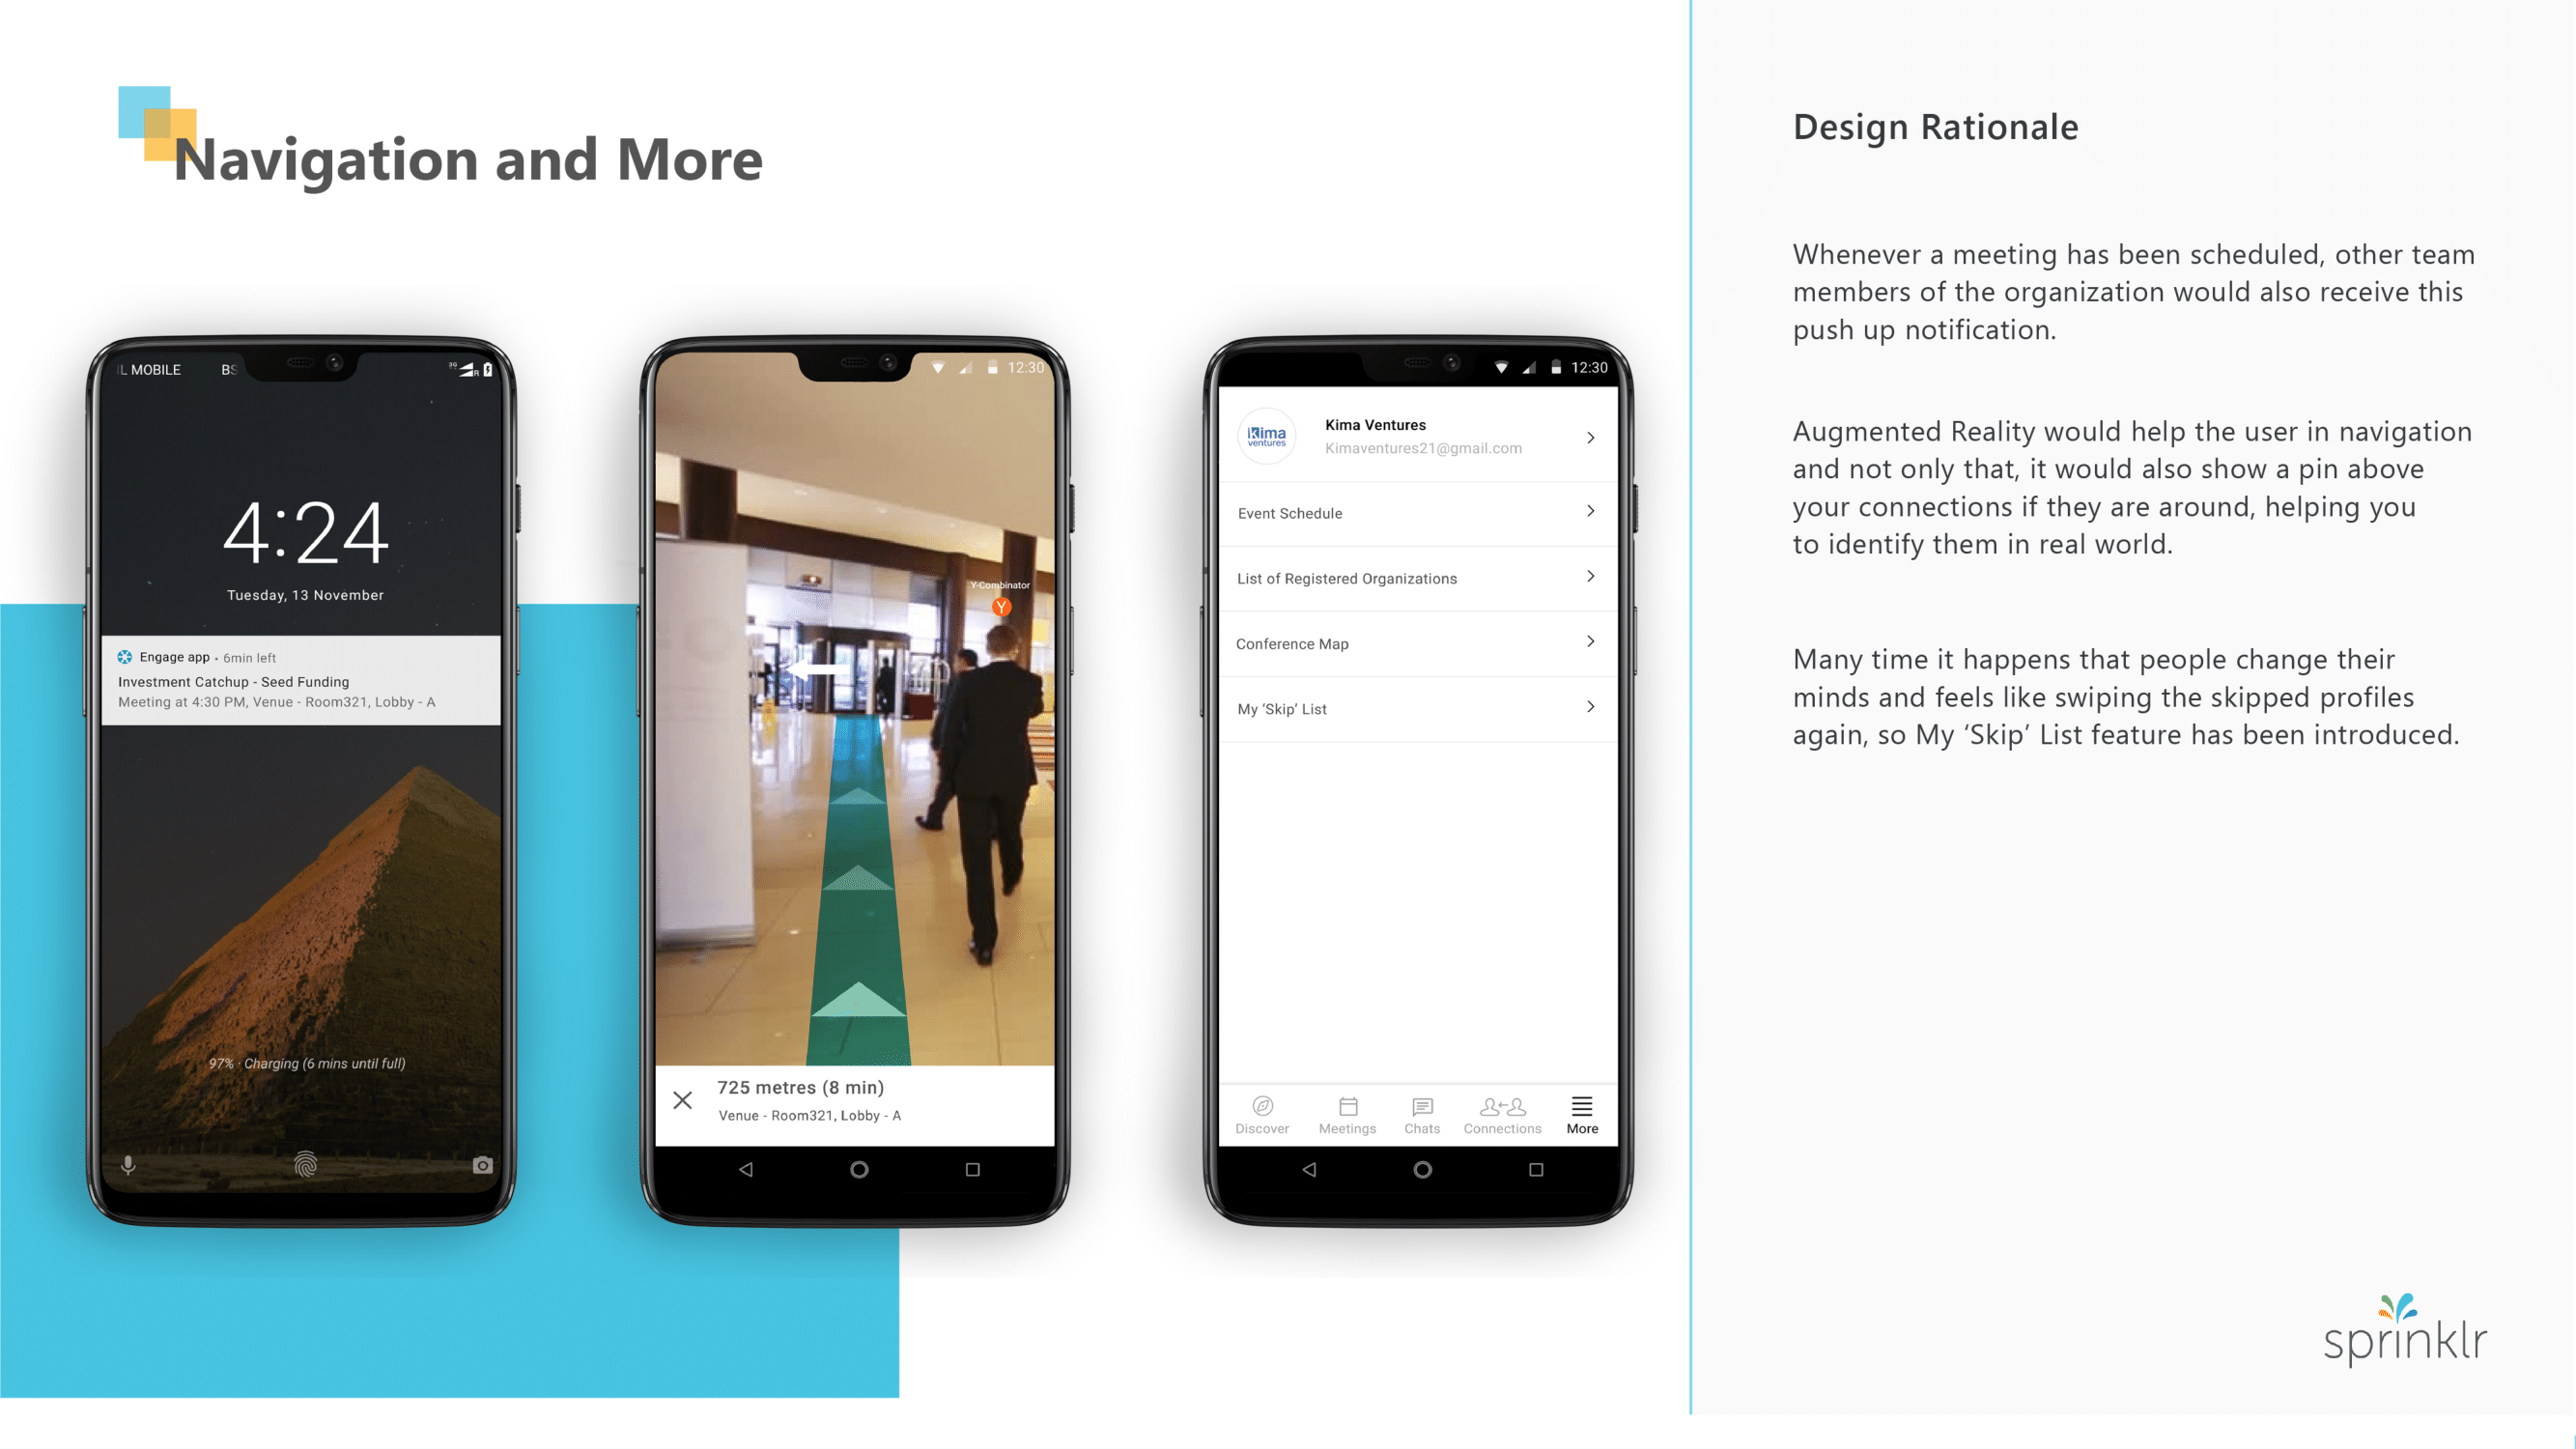 Navigation and More
IL MOBILE BS
3G R
4:24
Tuesday, 13 November
Engage app • 6min left
Investment Catchup - Seed Funding
Meeting at 4:30 PM, Venue - Room321, Lobby - A
97% · Charging (6 mins until full)
12:30
Y-Combinator
Y
725 metres (8 min)
Venue - Room321, Lobby - A
12:30
Kima ventures
Kima Ventures
Kimaventures21@gmail.com
Event Schedule
List of Registered Organizations
Conference Map
My ‘Skip’ List
Discover Meetings Chats Connections More
Design Rationale
Whenever a meeting has been scheduled, other team
members of the organization would also receive this
push up notification.
Augmented Reality would help the user in navigation
and not only that, it would also show a pin above
your connections if they are around, helping you
to identify them in real world.
Many time it happens that people change their
minds and feels like swiping the skipped profiles
again, so My ‘Skip’ List feature has been introduced.
sprinklr